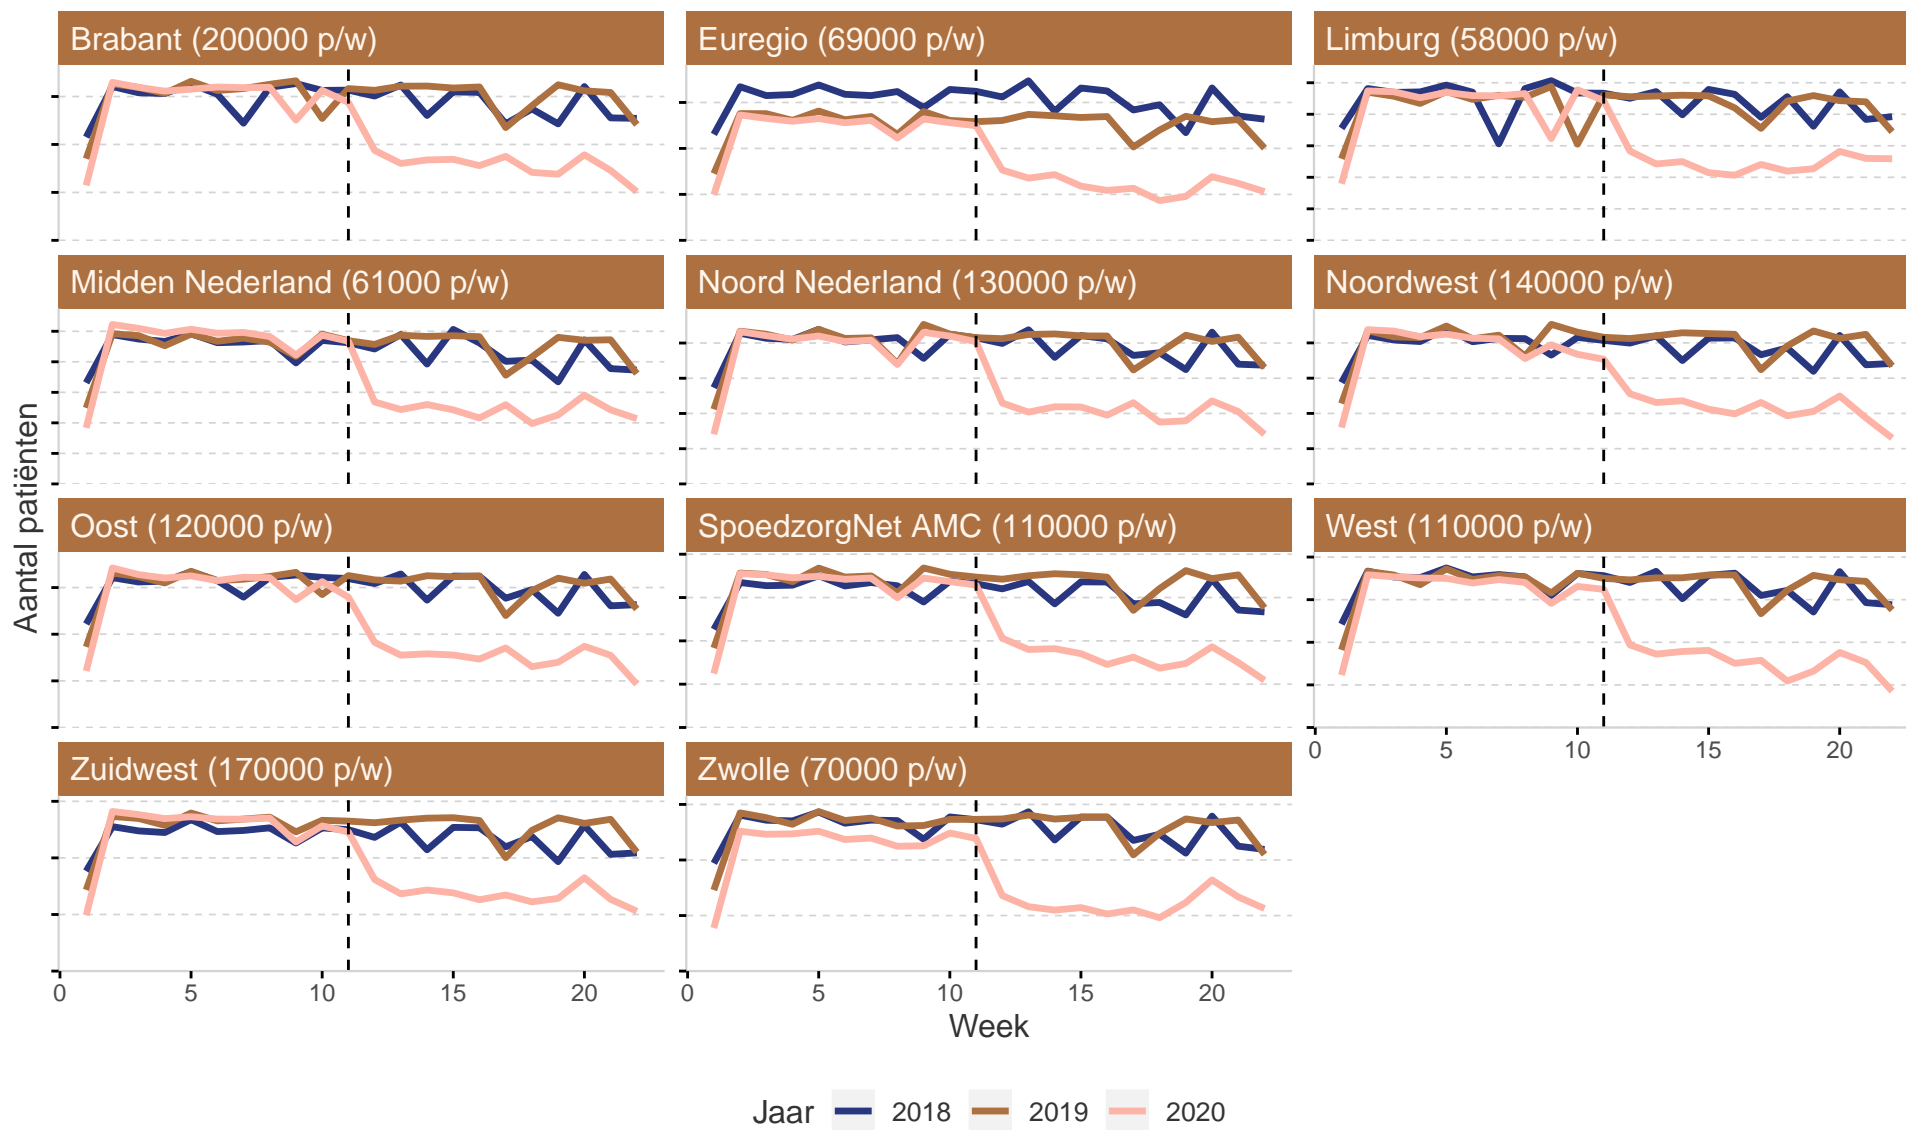 Brabant (200000 p/w)
Euregio (69000 p/w)
Limburg (58000 p/w)
Midden Nederland (61000 p/w)
Noord Nederland (130000 p/w)
Noordwest (140000 p/w)
Oost (120000 p/w)
SpoedzorgNet AMC (110000 p/w)
West (110000 p/w)
0 5 10 15 20
Zuidwest (170000 p/w)
Zwolle (70000 p/w)
0 5 10 15 20
0 5 10 15 20
Aantal patiënten
Week
Jaar 2018 2019 2020